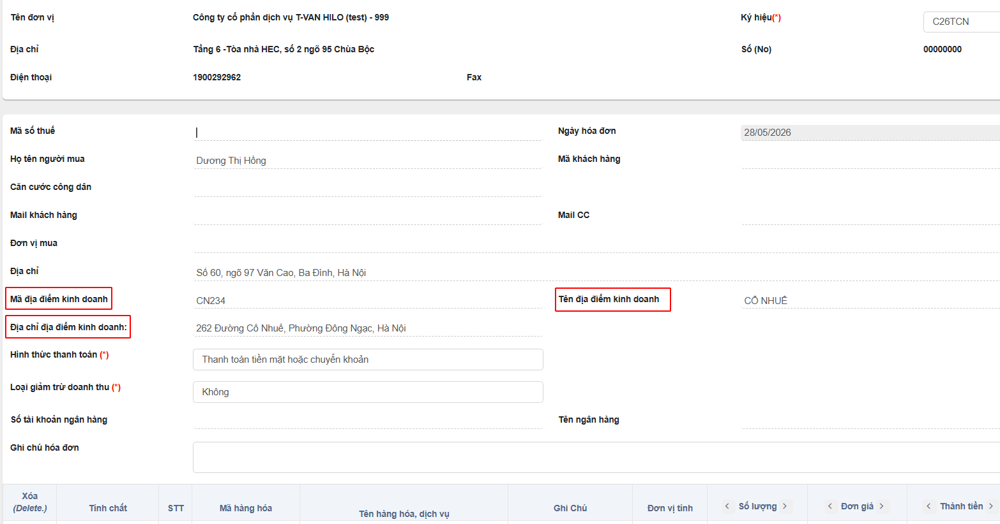 Tên đơn vị Công ty cổ phần dịch vụ T-VAN HILO (test) - 999 Ký hiệu(*) C26TCN
Địa chỉ Tầng 6 -Tòa nhà HEC, số 2 ngõ 95 Chùa Bộc Số (No) 00000000
Điện thoại 1900292962 Fax
Mã số thuế Ngày hóa đơn 28/05/2026
Họ tên người mua Dương Thị Hồng Mã khách hàng
Căn cước công dân
Mail khách hàng Mail CC
Đơn vị mua
Địa chỉ Số 60, ngõ 97 Văn Cao, Ba Đình, Hà Nội
Mã địa điểm kinh doanh CN234 Tên địa điểm kinh doanh CỔ NHUẾ
Địa chỉ địa điểm kinh doanh: 262 Đường Cổ Nhuế, Phường Đông Ngạc, Hà Nội
Hình thức thanh toán (*) Thanh toán tiền mặt hoặc chuyển khoản
Loại giảm trừ doanh thu (*) Không
Số tài khoản ngân hàng Tên ngân hàng
Ghi chú hóa đơn
Xóa
(Delete.) Tính chất STT Mã hàng hóa Tên hàng hóa, dịch vụ Ghi Chú Đơn vị tính < Số lượng > < Đơn giá > < Thành tiền >